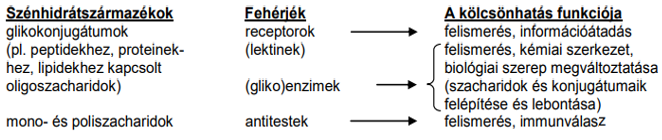 Szénhidrátszármazékok Fehérjék A kölcsönhatás funkciója
glikokonjugátumok receptorok felismerés, információátadás
(pl. peptidekhez, proteinek- (lektinek) felismerés, kémiai szerkezet,
hez, lipidekhez kapcsolt biológiai szerep megváltoztatása
oligoszacharidok) (gliko)enzimek (szacharidok és konjugátumaik
felépítése és lebontása)
mono- és poliszacharidok antitestek felismerés, immunválasz